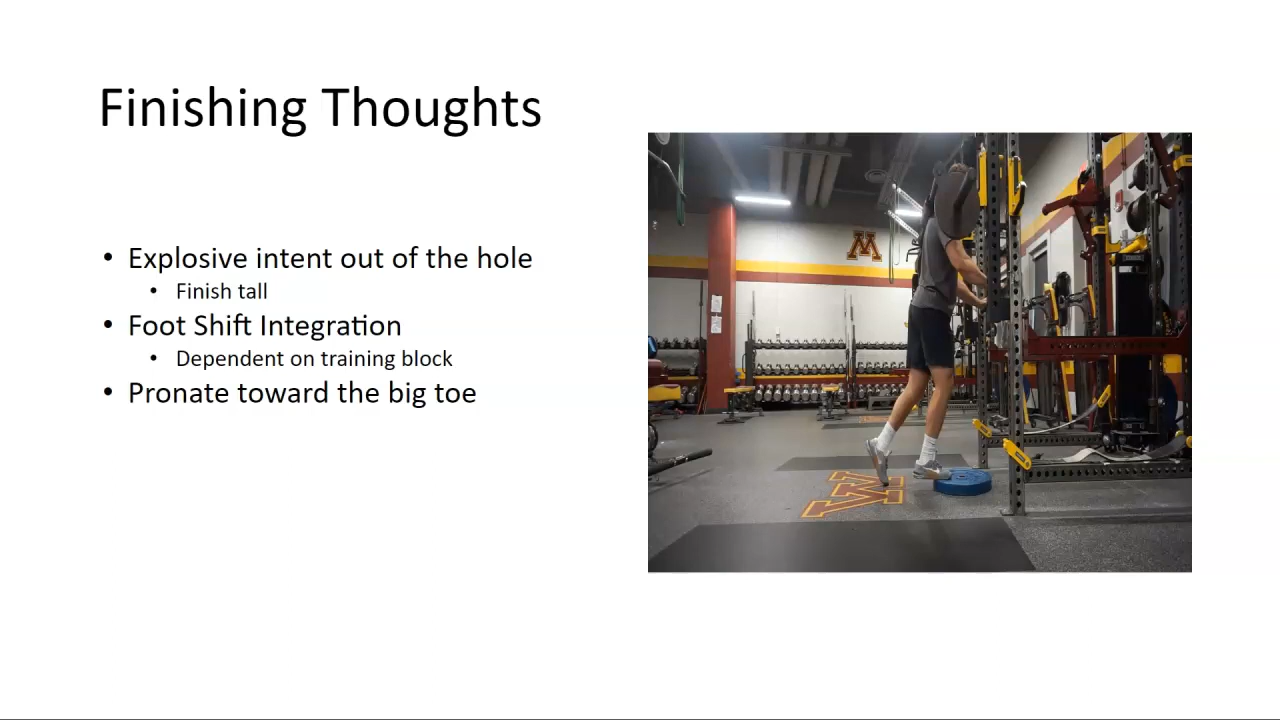 Finishing Thoughts
• Explosive intent out of the hole
• Finish tall
• Foot Shift Integration
• Dependent on training block
• Pronate toward the big toe
M
M